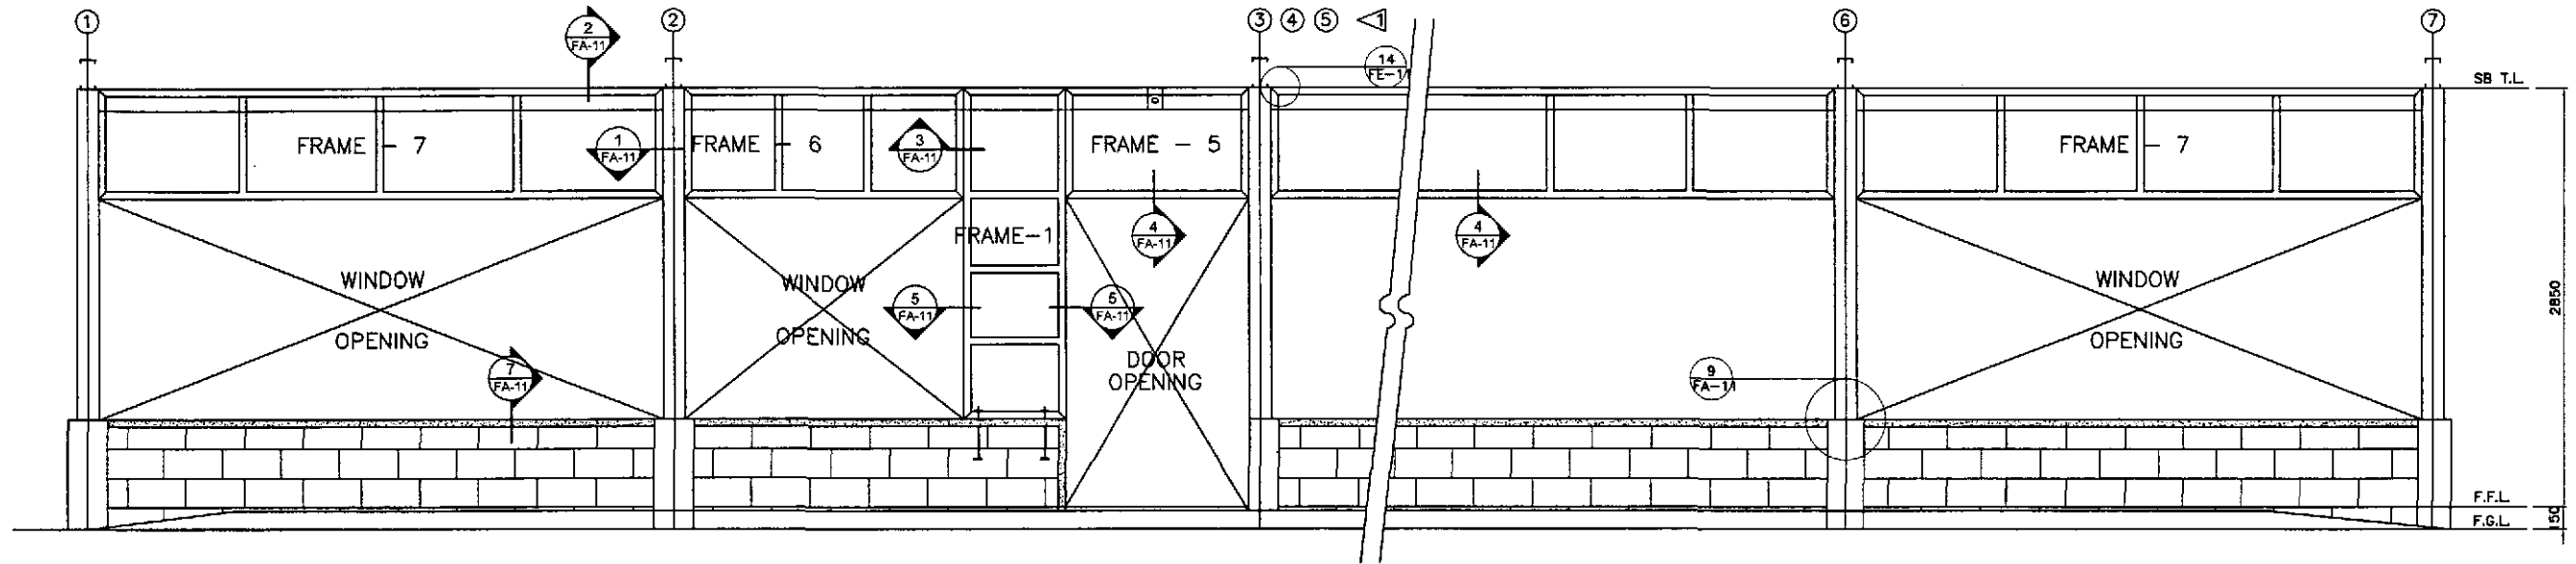 1
2
3 4 5 1
6
7
2
FA-11
14
FE-11
SB T.L.
FRAME - 7
1
FA-11
FRAME - 6
3
FA-11
FRAME - 5
FRAME - 7
FRAME-1
4
FA-11
4
FA-11
WINDOW
OPENING
WINDOW
OPENING
5
FA-11
5
FA-11
WINDOW
OPENING
2850
7
FA-11
DOOR
OPENING
9
FA-11
F.F.L.
F.G.L.
150